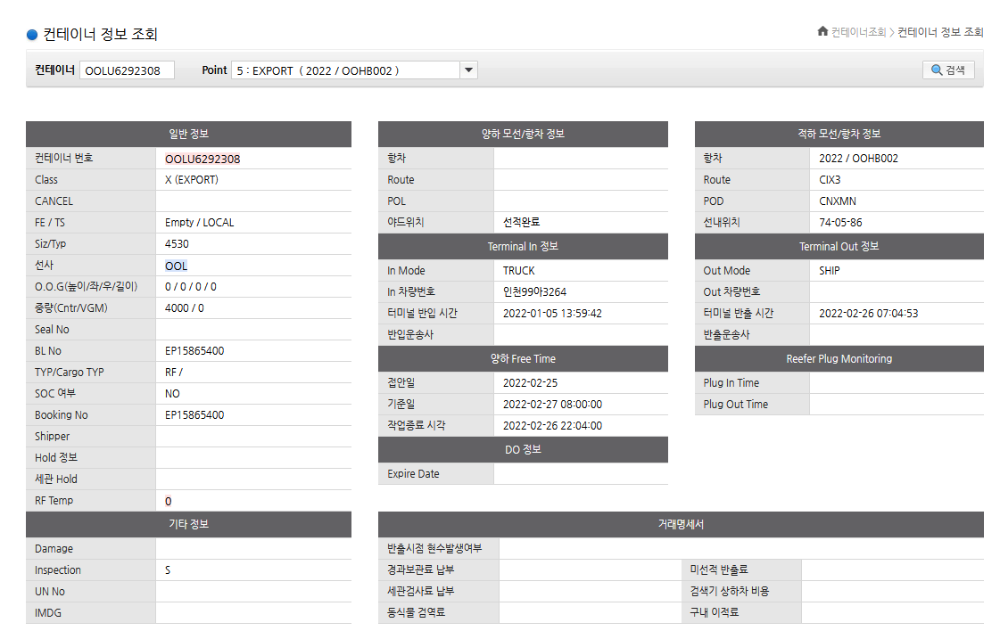 컨테이너 정보 조회
컨테이너조회 > 컨테이너 정보 조회
컨테이너 OOLU6292308 Point 5 : EXPORT ( 2022 / OOHB002 ) 검색
일반 정보
컨테이너 번호 OOLU6292308
Class X (EXPORT)
CANCEL
FE / TS Empty / LOCAL
Siz/Typ 4530
선사 OOL
O.O.G(높이/좌/우/길이) 0 / 0 / 0 / 0
중량(Cntr/VGM) 4000 / 0
Seal No
BL No EP15865400
TYP/Cargo TYP RF /
SOC 여부 NO
Booking No EP15865400
Shipper
Hold 정보
세관 Hold
RF Temp 0
기타 정보
Damage
Inspection S
UN No
IMDG
양하 모선/항차 정보
항차
Route
POL
야드위치 선적완료
Terminal In 정보
In Mode TRUCK
In 차량번호 인천99아3264
터미널 반입 시간 2022-01-05 13:59:42
반입운송사
양하 Free Time
접안일 2022-02-25
기준일 2022-02-27 08:00:00
작업종료 시각 2022-02-26 22:04:00
DO 정보
Expire Date
적하 모선/항차 정보
항차 2022 / OOHB002
Route CIX3
POD CNXMN
선내위치 74-05-86
Terminal Out 정보
Out Mode SHIP
Out 차량번호
터미널 반출 시간 2022-02-26 07:04:53
반출운송사
Reefer Plug Monitoring
Plug In Time
Plug Out Time
거래명세서
반출시점 현수발생여부
경과보관료 납부 미선적 반출료
세관검사료 납부 검색기 상하차 비용
동식물 검역료 구내 이적료